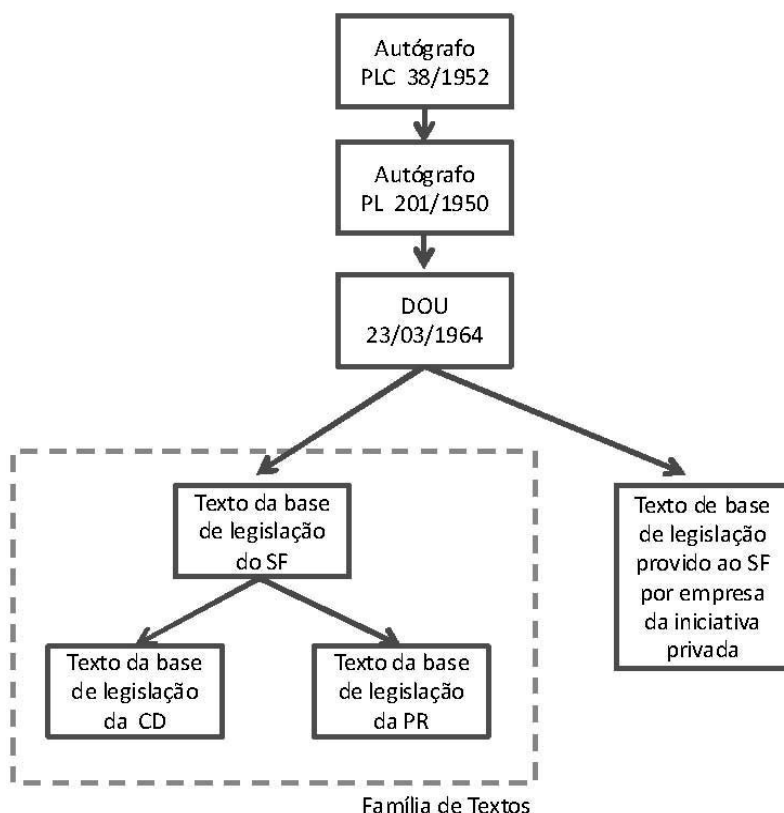 Autógrafo
PLC 38/1952
Autógrafo
PL 201/1950
DOU
23/03/1964
Texto da base
de legislação
do SF
Texto de base
de legislação
provido ao SF
por empresa
da iniciativa
privada
Texto da base
de legislação
da CD
Texto da base
de legislação
da PR
Família de Textos